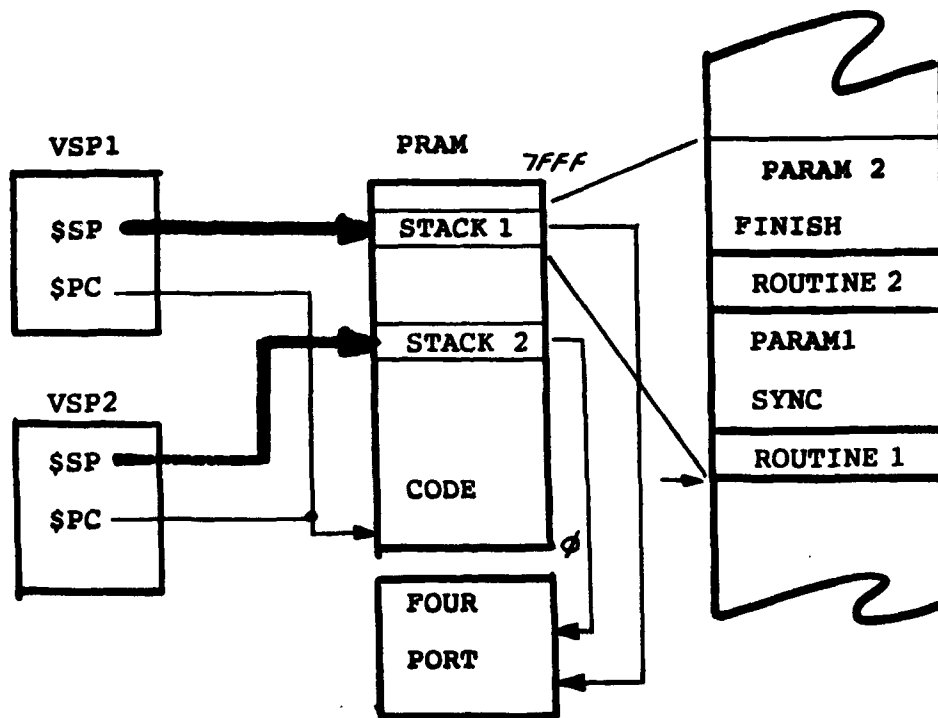 VSP1
$SP
$PC
VSP2
$SP
$PC
PRAM
7FFF
STACK 1
STACK 2
CODE
φ
FOUR
PORT
PARAM 2
FINISH
ROUTINE 2
PARAM1
SYNC
ROUTINE 1